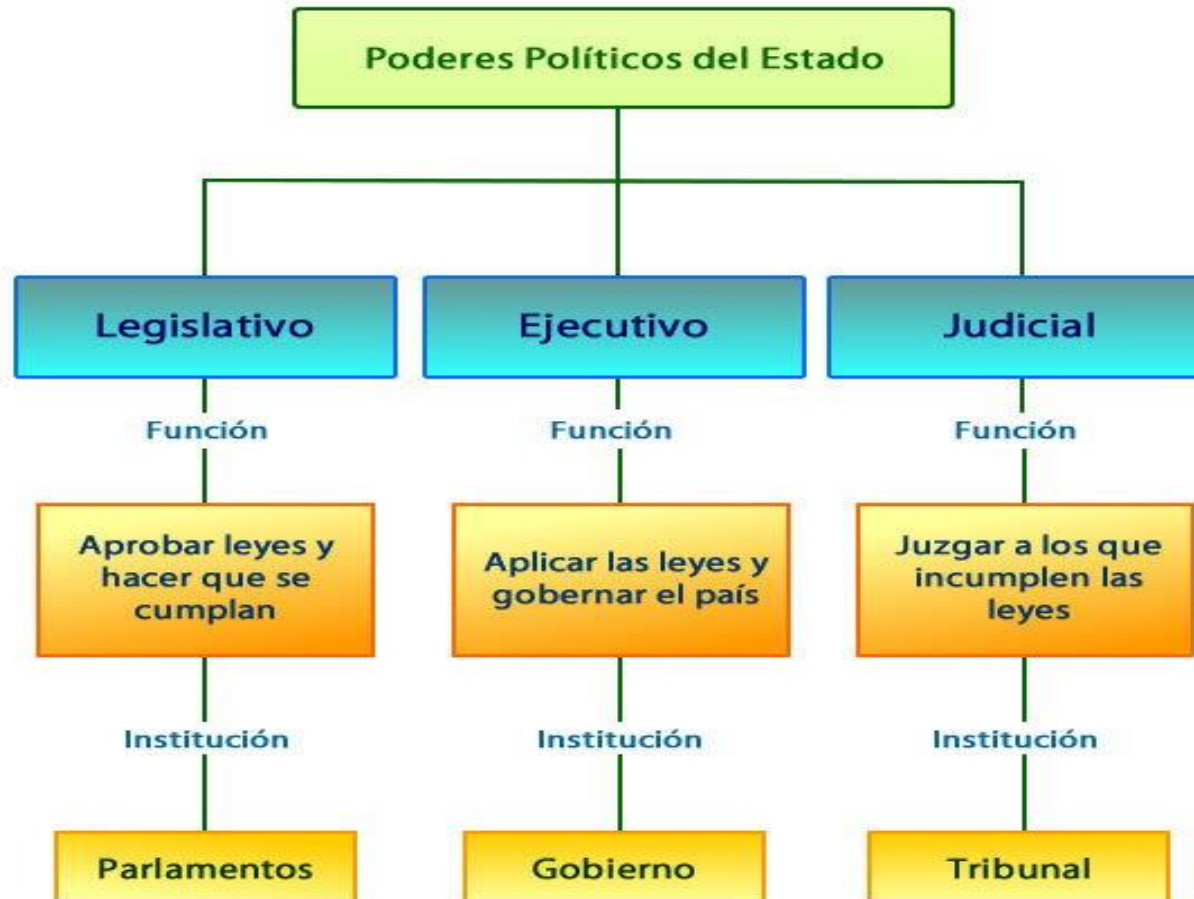 Poderes Políticos del Estado
Legislativo
Ejecutivo
Judicial
Función
Función
Función
Aprobar leyes y
hacer que se
cumplan
Aplicar las leyes y
gobernar el país
Juzgar a los que
incumplen las
leyes
Institución
Institución
Institución
Parlamentos
Gobierno
Tribunal